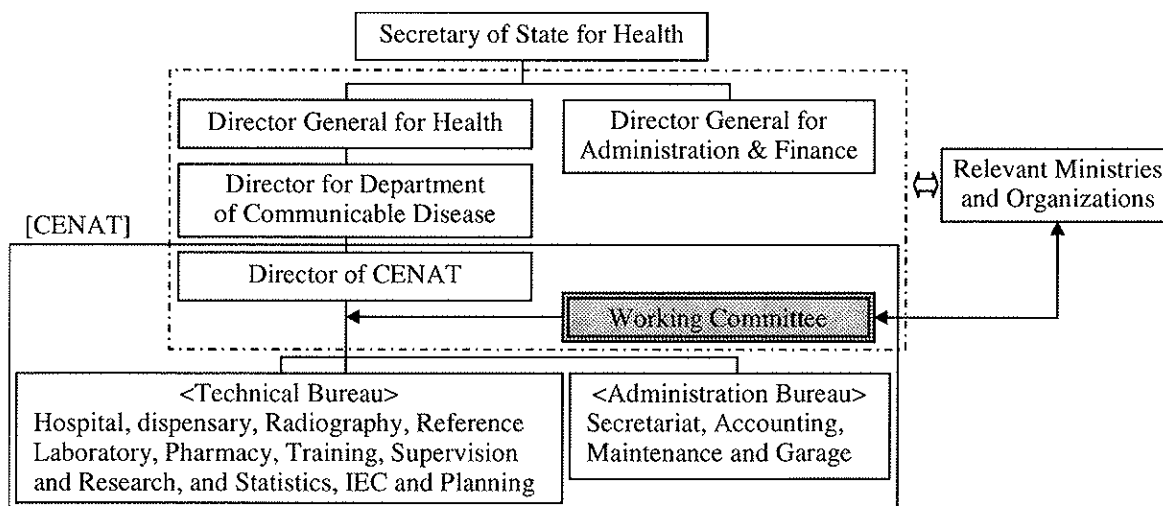 Secretary of State for Health
Director General for Health
Director General for
Administration & Finance
Director for Department
of Communicable Disease
Relevant Ministries
and Organizations
[CENAT]
Director of CENAT
Working Committee
<Technical Bureau>
Hospital, dispensary, Radiography, Reference
Laboratory, Pharmacy, Training, Supervision
and Research, and Statistics, IEC and Planning
<Administration Bureau>
Secretariat, Accounting,
Maintenance and Garage